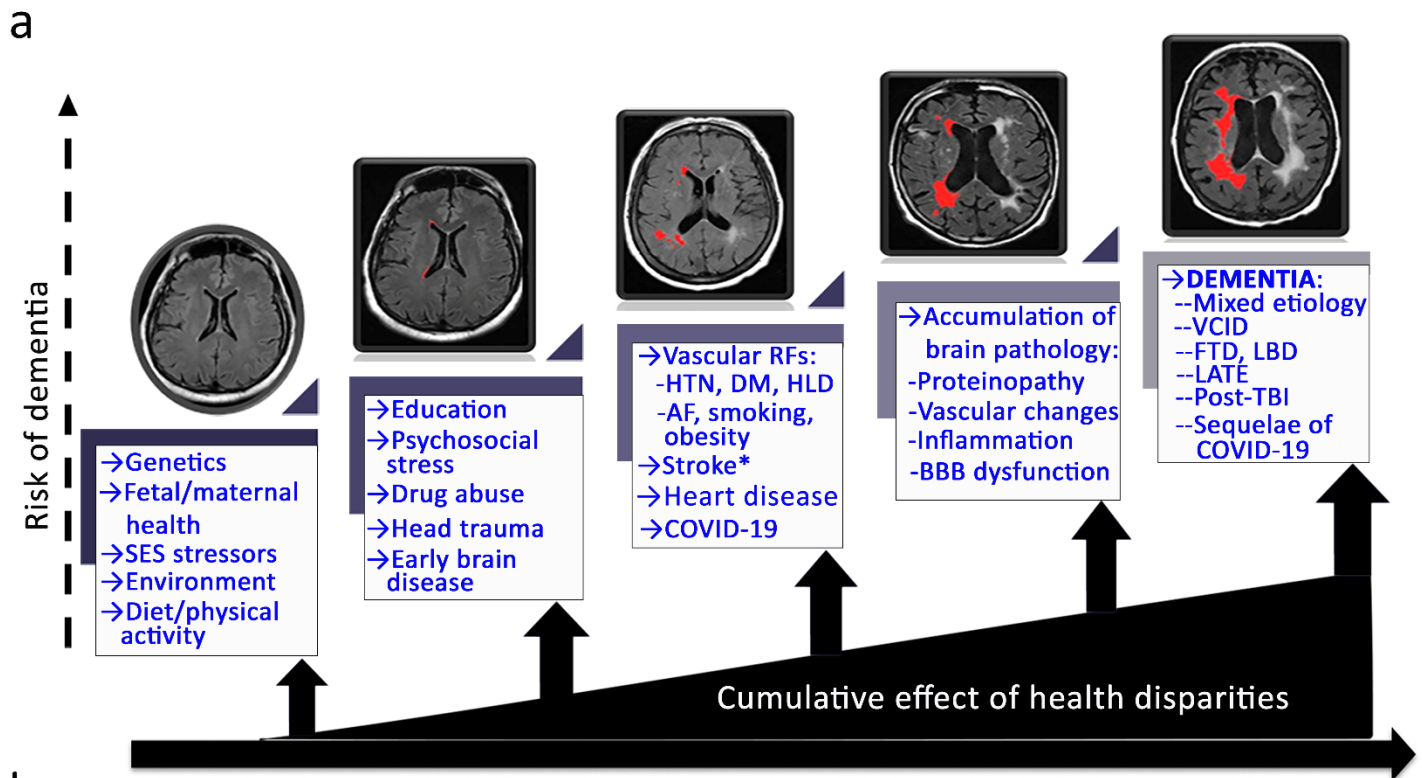 a
Risk of dementia
→Genetics
→Fetal/maternal
health
→SES stressors
→Environment
→Diet/physical
activity
→Education
→Psychosocial
stress
→Drug abuse
→Head trauma
→Early brain
disease
→Vascular RFs:
-HTN, DM, HLD
-AF, smoking,
obesity
→Stroke*
→Heart disease
→COVID-19
→Accumulation of
brain pathology:
-Proteinopathy
-Vascular changes
-Inflammation
-BBB dysfunction
→DEMENTIA:
--Mixed etiology
--VCID
--FTD, LBD
--LATE
--Post-TBI
--Sequelae of
COVID-19
Cumulative effect of health disparities